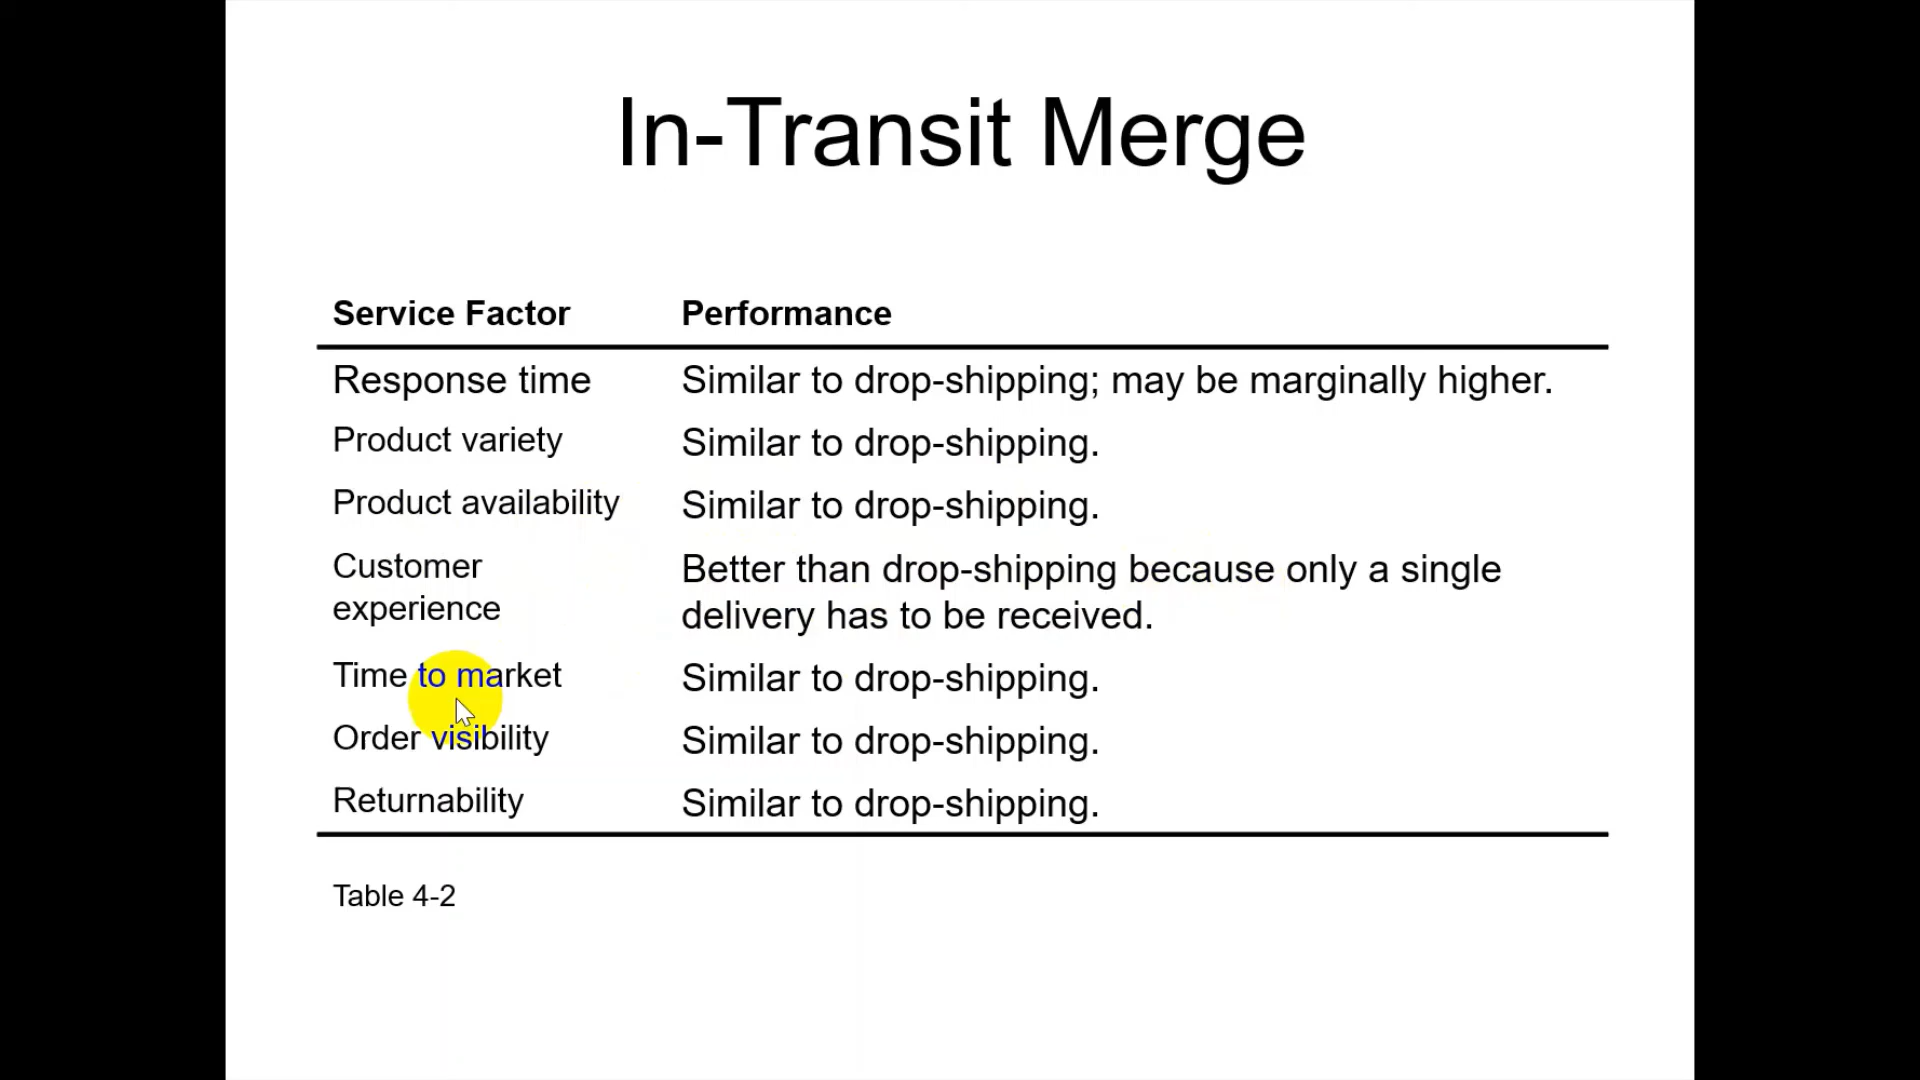 In-Transit Merge
Service Factor Performance
Response time Similar to drop-shipping; may be marginally higher.
Product variety Similar to drop-shipping.
Product availability Similar to drop-shipping.
Customer experience Better than drop-shipping because only a single delivery has to be received.
Time to market Similar to drop-shipping.
Order visibility Similar to drop-shipping.
Returnability Similar to drop-shipping.
Table 4-2